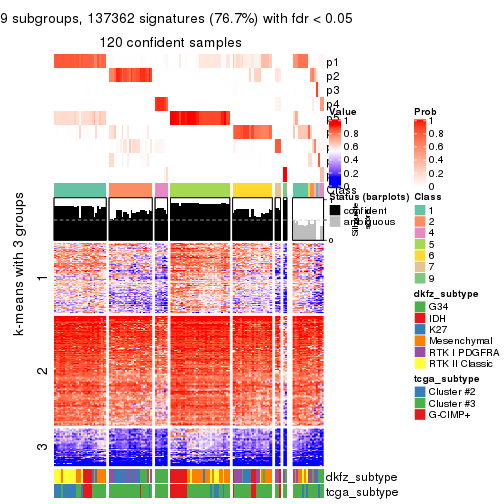 9 subgroups, 137362 signatures (76.7%) with fdr < 0.05
120 confident samples
p1
p2
p3
p4
Class
k-means with 3 groups
1
2
3
dkfz_subtype
tcga_subtype
Value
1
0.8
0.6
0.4
0.2
0
Status (barplots)
confident
ambiguous
Silhouette
score
0
Prob
1
0.8
0.6
0.4
0.2
0
Class
1
2
4
5
6
7
9
dkfz_subtype
G34
IDH
K27
Mesenchymal
RTK I PDGFRA
RTK II Classic
tcga_subtype
Cluster #2
Cluster #3
G-CIMP+